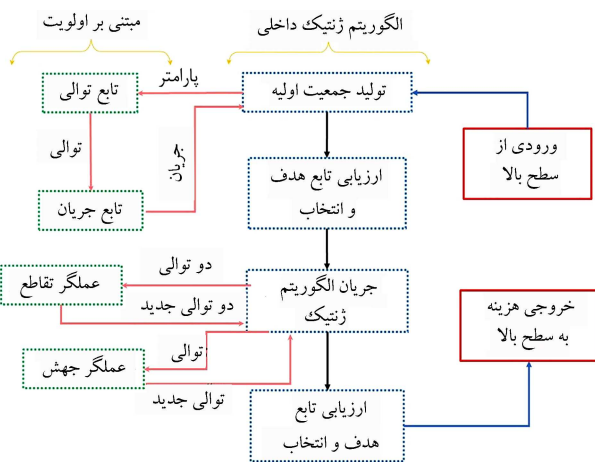 مبتنی بر اولویت
الگوریتم ژنتیک داخلی
پارامتر
تابع توالی
تولید جمعیت اولیه
توالی
جریان
ورودی از
سطح بالا
ارزیابی تابع هدف
و انتخاب
تابع جریان
دو توالی
عملگر تقاطع
جریان الگوریتم
ژنتیک
دو توالی جدید
خروجی هزینه
به سطح بالا
توالی
عملگر جهش
توالی جدید
ارزیابی تابع
هدف و انتخاب